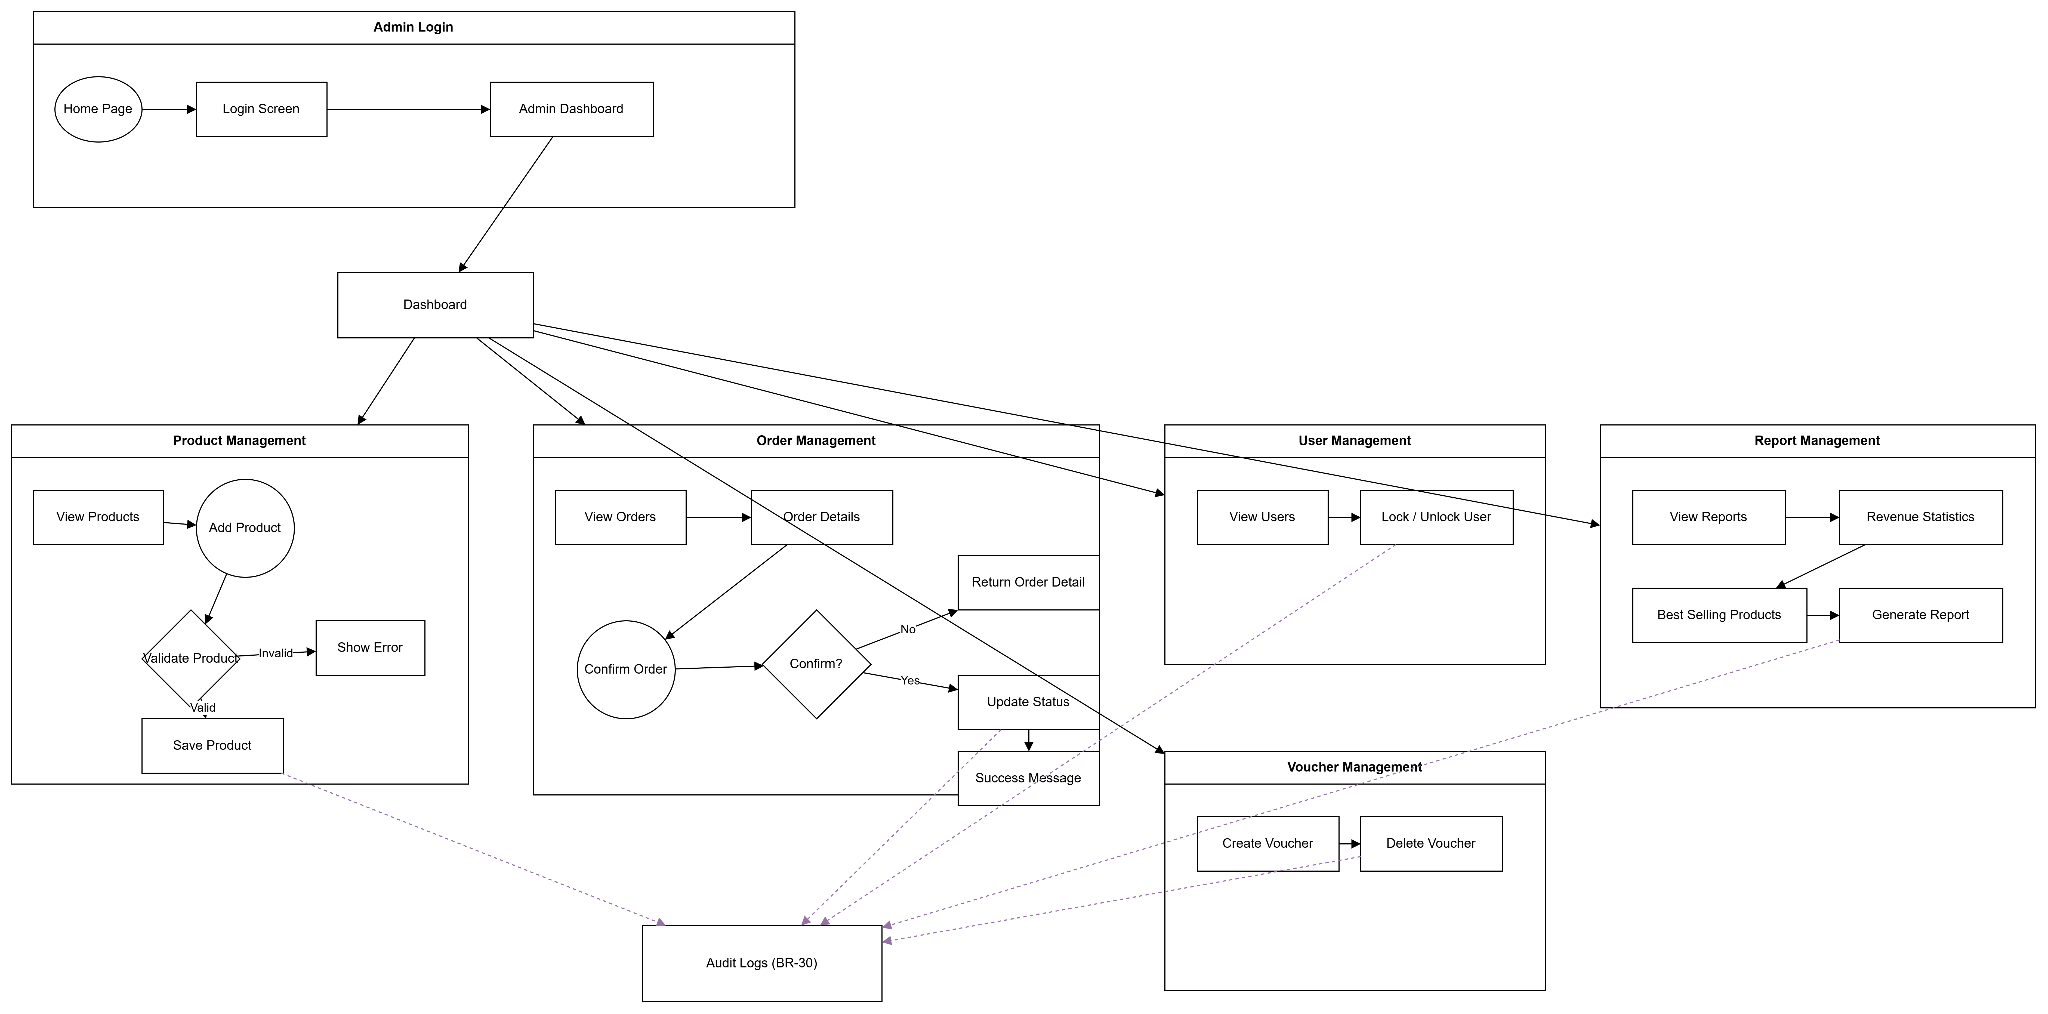 Admin Login
Home Page
Login Screen
Admin Dashboard
Dashboard
Product Management
View Products
Add Product
Validate Product
Invalid
Show Error
Valid
Save Product
Order Management
View Orders
Order Details
Return Order Detail
No
Confirm Order
Confirm?
Yes
Update Status
Success Message
User Management
View Users
Lock / Unlock User
Report Management
View Reports
Revenue Statistics
Best Selling Products
Generate Report
Voucher Management
Create Voucher
Delete Voucher
Audit Logs (BR-30)